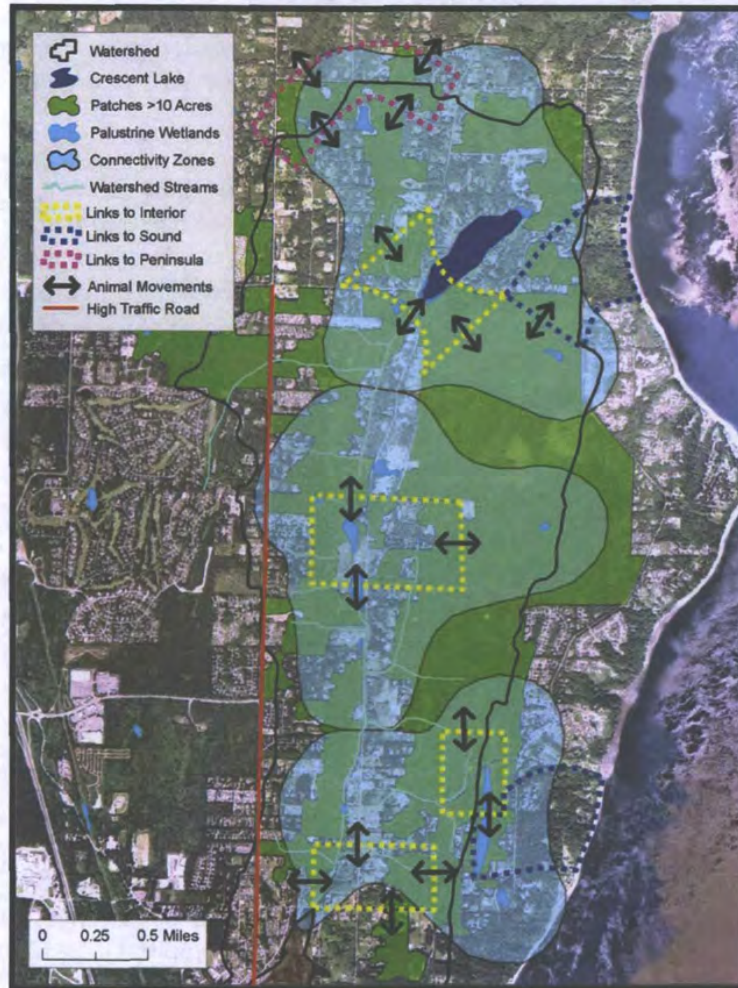 Watershed
Crescent Lake
Patches >10 Acres
Palustrine Wetlands
Connectivity Zones
Watershed Streams
Links to Interior
Links to Sound
Links to Peninsula
Animal Movements
High Traffic Road
0 0.25 0.5 Miles